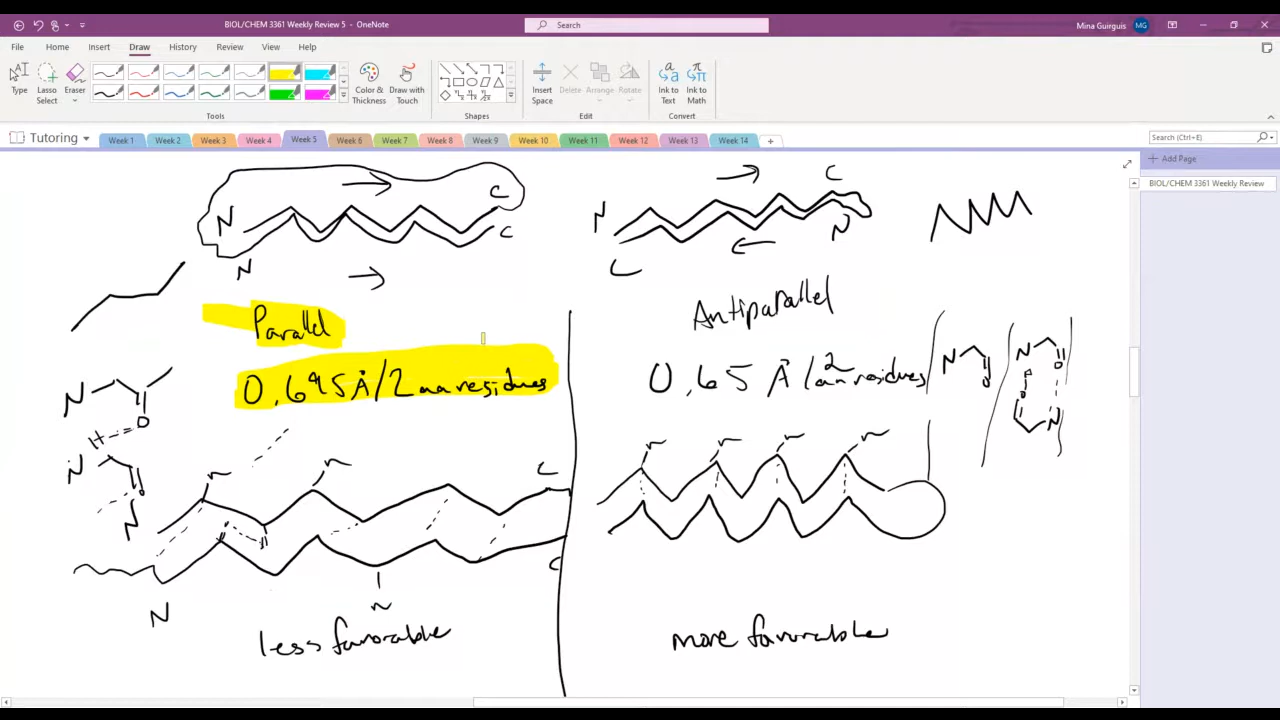 BIOL/CHEM 3361 Weekly Review 5 - OneNote
Search
Mina Guirguis MG
File Home Insert Draw History Review View Help
Type Lasso Select Eraser Color & Thickness Draw with Touch Insert Space Delete Arrange Rotate Ink to Text Ink to Math
Tools Shapes Edit Convert
Tutoring Week 1 Week 2 Week 3 Week 4 Week 5 Week 6 Week 7 Week 8 Week 9 Week 10 Week 11 Week 12 Week 13 Week 14
Search (Ctrl+E)
Add Page
BIOL/CHEM 3361 Weekly Review
N C
N C
N C
C N
Parallel
Antiparallel
0.695 Å/2 aa residues
0.65 Å/2 aa residues
N O
H
N O
N
N O
N O
O N
C
C
N
less favorable
more favorable